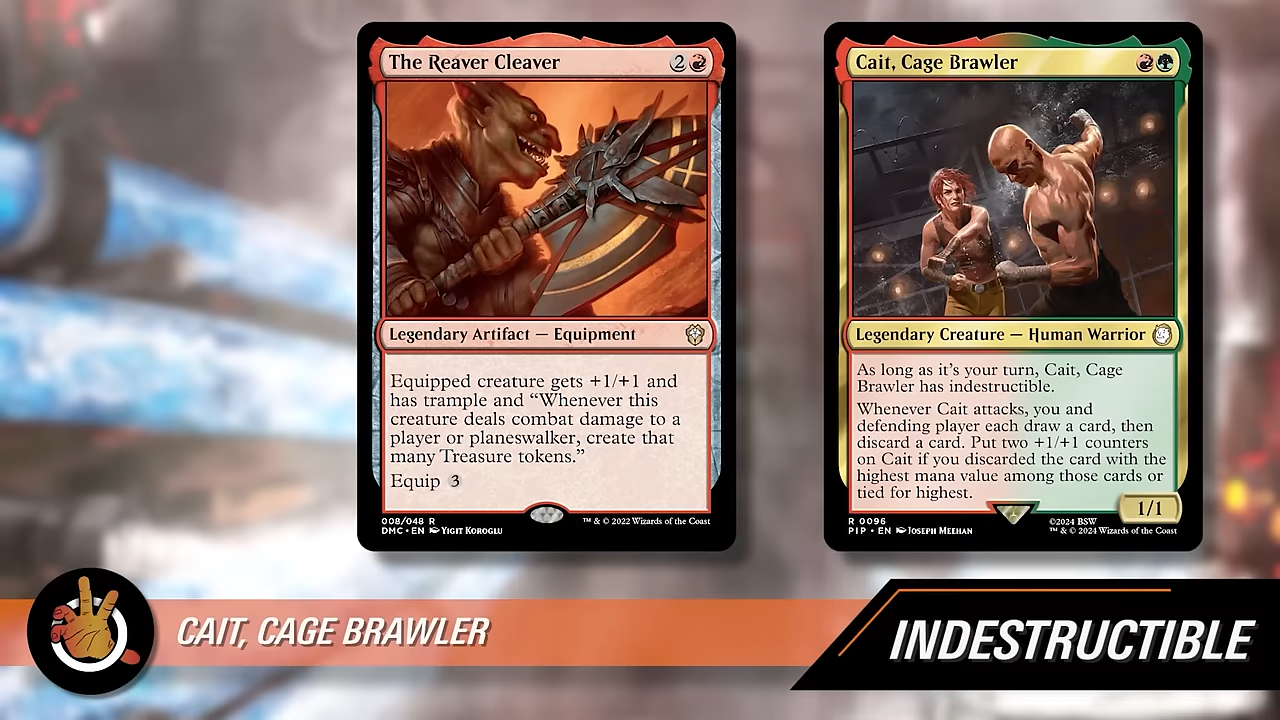 The Reaver Cleaver 2
Legendary Artifact — Equipment
Equipped creature gets +1/+1 and
has trample and “Whenever this
creature deals combat damage to a
player or planeswalker, create that
many Treasure tokens.”
Equip 3
008/048 R
DMC • EN Yigit Koroglu
™ & © 2022 Wizards of the Coast
Cait, Cage Brawler
Legendary Creature — Human Warrior
As long as it’s your turn, Cait, Cage
Brawler has indestructible.
Whenever Cait attacks, you and
defending player each draw a card, then
discard a card. Put two +1/+1 counters
on Cait if you discarded the card with the
highest mana value among those cards or
tied for highest.
1/1
R 0096
PIP • EN Joseph Meehan
©2024 BSW
™ & © 2024 Wizards of the Coast
CAIT, CAGE BRAWLER
INDESTRUCTIBLE